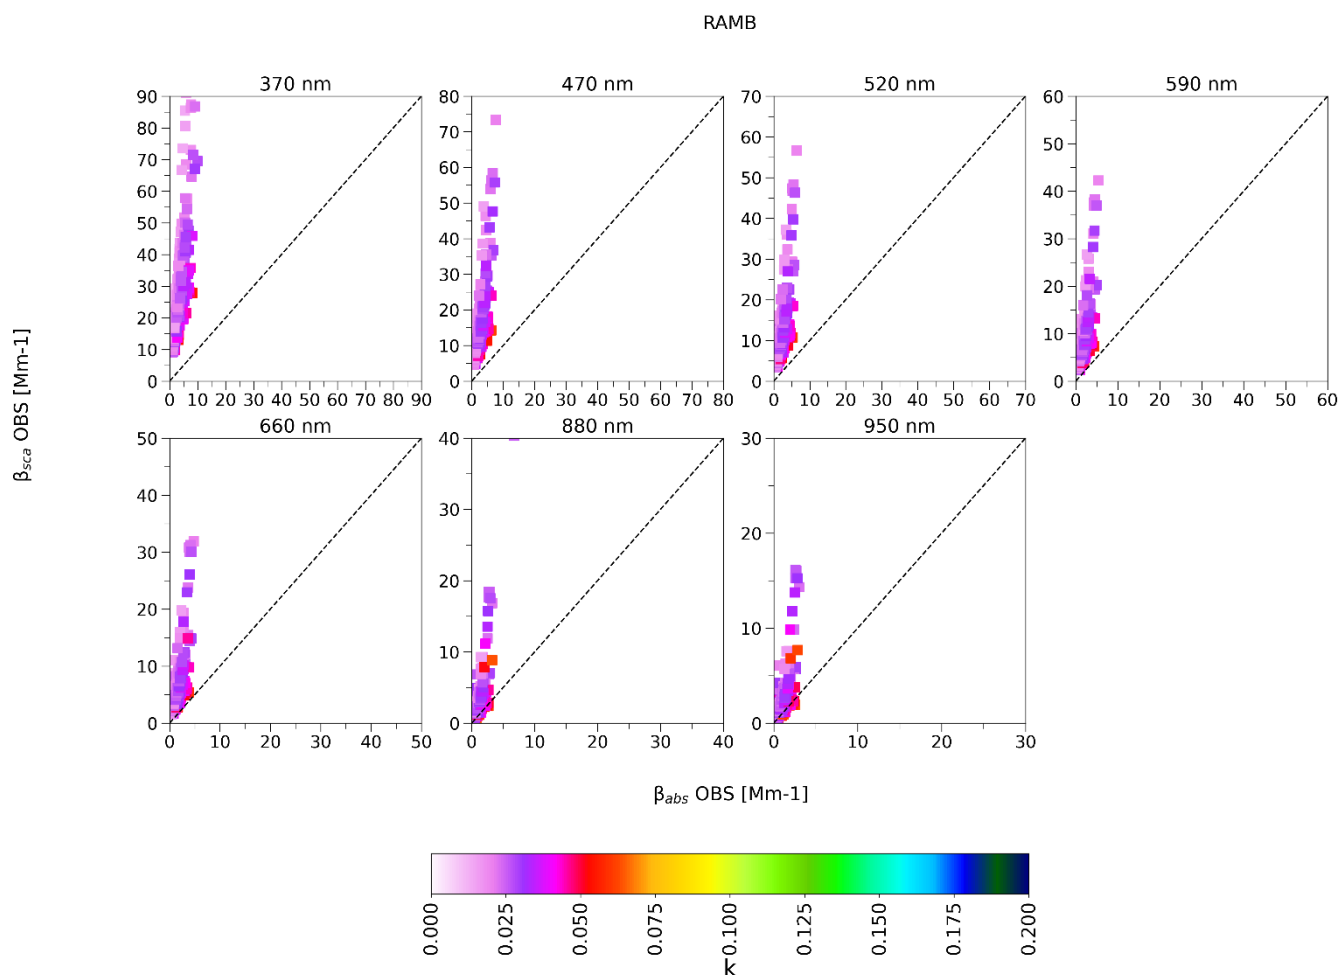 RAMB
370 nm
470 nm
520 nm
590 nm
90
80
70
60
50
40
30
20
10
0
0 10 20 30 40 50 60 70 80 90
80
70
60
50
40
30
20
10
0
0 10 20 30 40 50 60 70 80
70
60
50
40
30
20
10
0
0 10 20 30 40 50 60 70
60
50
40
30
20
10
0
0 10 20 30 40 50 60
βsca OBS [Mm-1]
660 nm
880 nm
950 nm
50
40
30
20
10
0
0 10 20 30 40 50
40
30
20
10
0
0 10 20 30 40
30
20
10
0
0 10 20 30
βabs OBS [Mm-1]
0.000 0.025 0.050 0.075 0.100 0.125 0.150 0.175 0.200
k